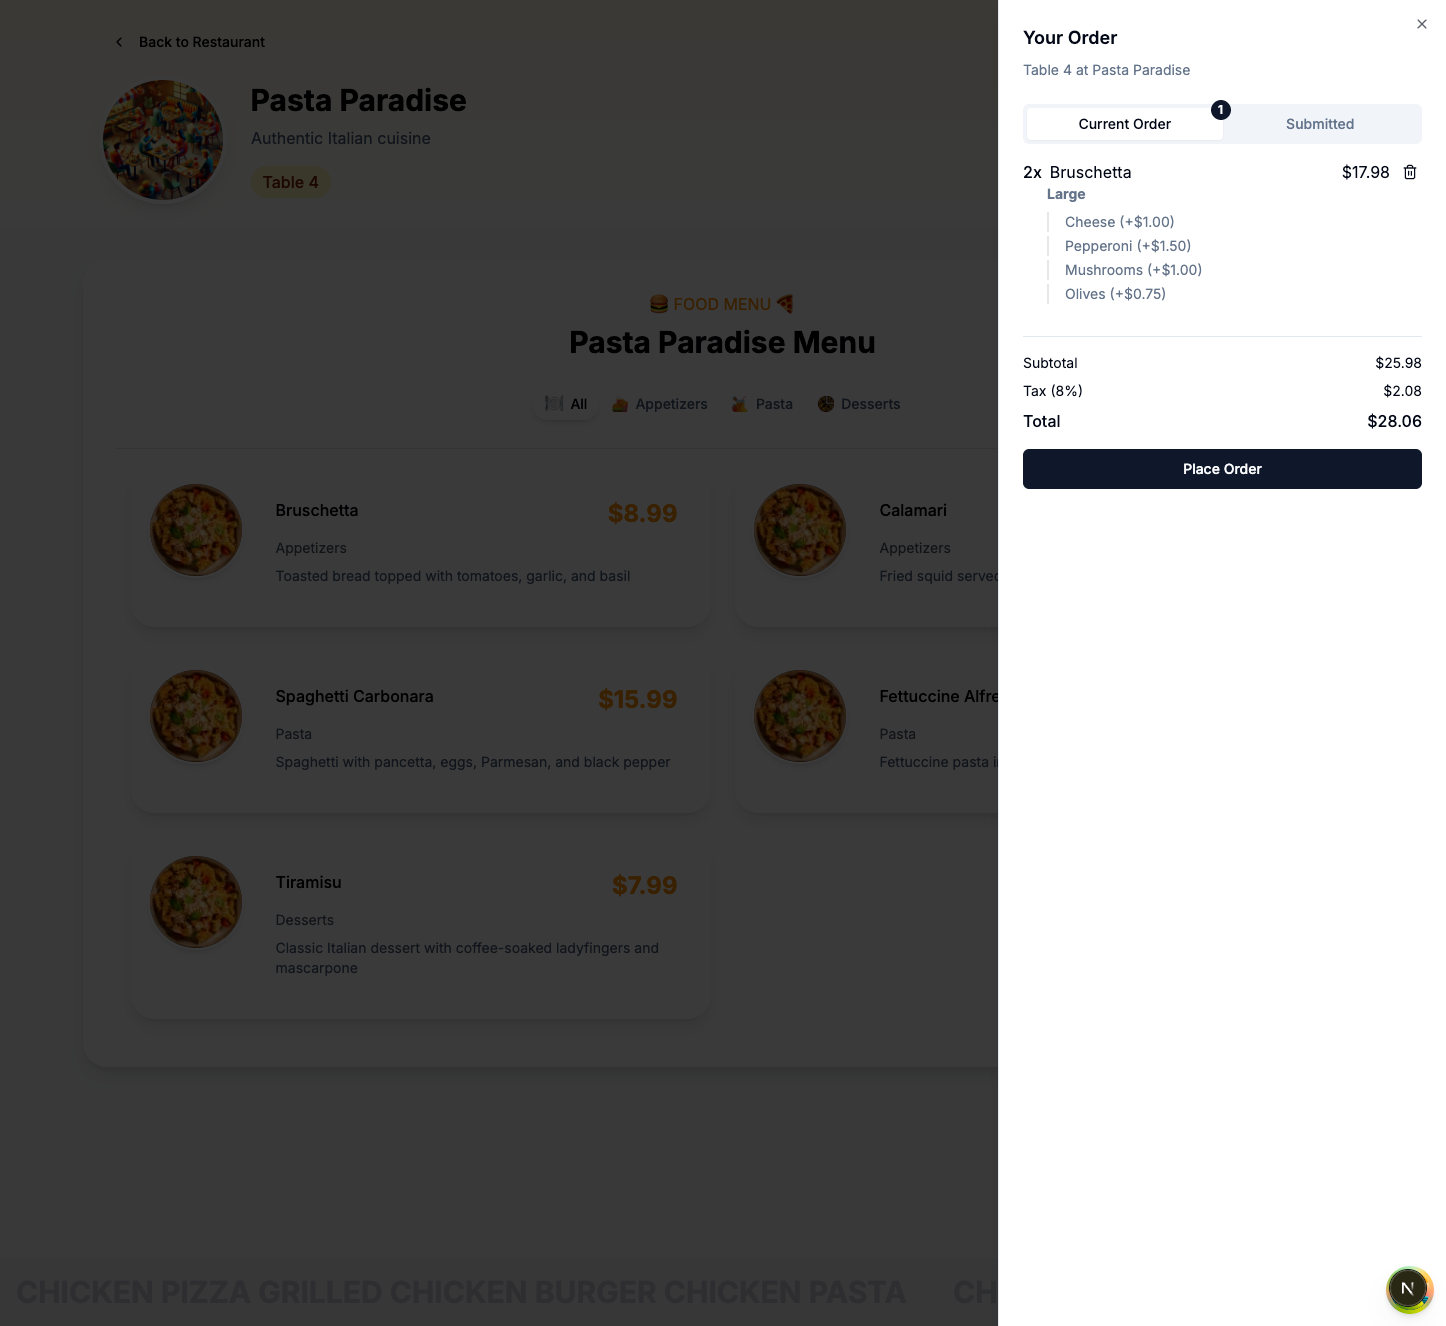 Back to Restaurant
Pasta Paradise
Authentic Italian cuisine
Table 4
🍔 FOOD MENU 🍕
Pasta Paradise Menu
All
Appetizers
Pasta
Desserts
Bruschetta
$8.99
Appetizers
Toasted bread topped with tomatoes, garlic, and basil
Calamari
Appetizers
Fried squid served
Spaghetti Carbonara
$15.99
Pasta
Spaghetti with pancetta, eggs, Parmesan, and black pepper
Fettuccine Alfre
Pasta
Fettuccine pasta i
Tiramisu
$7.99
Desserts
Classic Italian dessert with coffee-soaked ladyfingers and
mascarpone
CHICKEN PIZZA GRILLED CHICKEN BURGER CHICKEN PASTA CH
Your Order
Table 4 at Pasta Paradise
Current Order
1
Submitted
2x Bruschetta
$17.98
Large
Cheese (+$1.00)
Pepperoni (+$1.50)
Mushrooms (+$1.00)
Olives (+$0.75)
Subtotal
$25.98
Tax (8%)
$2.08
Total
$28.06
Place Order
N